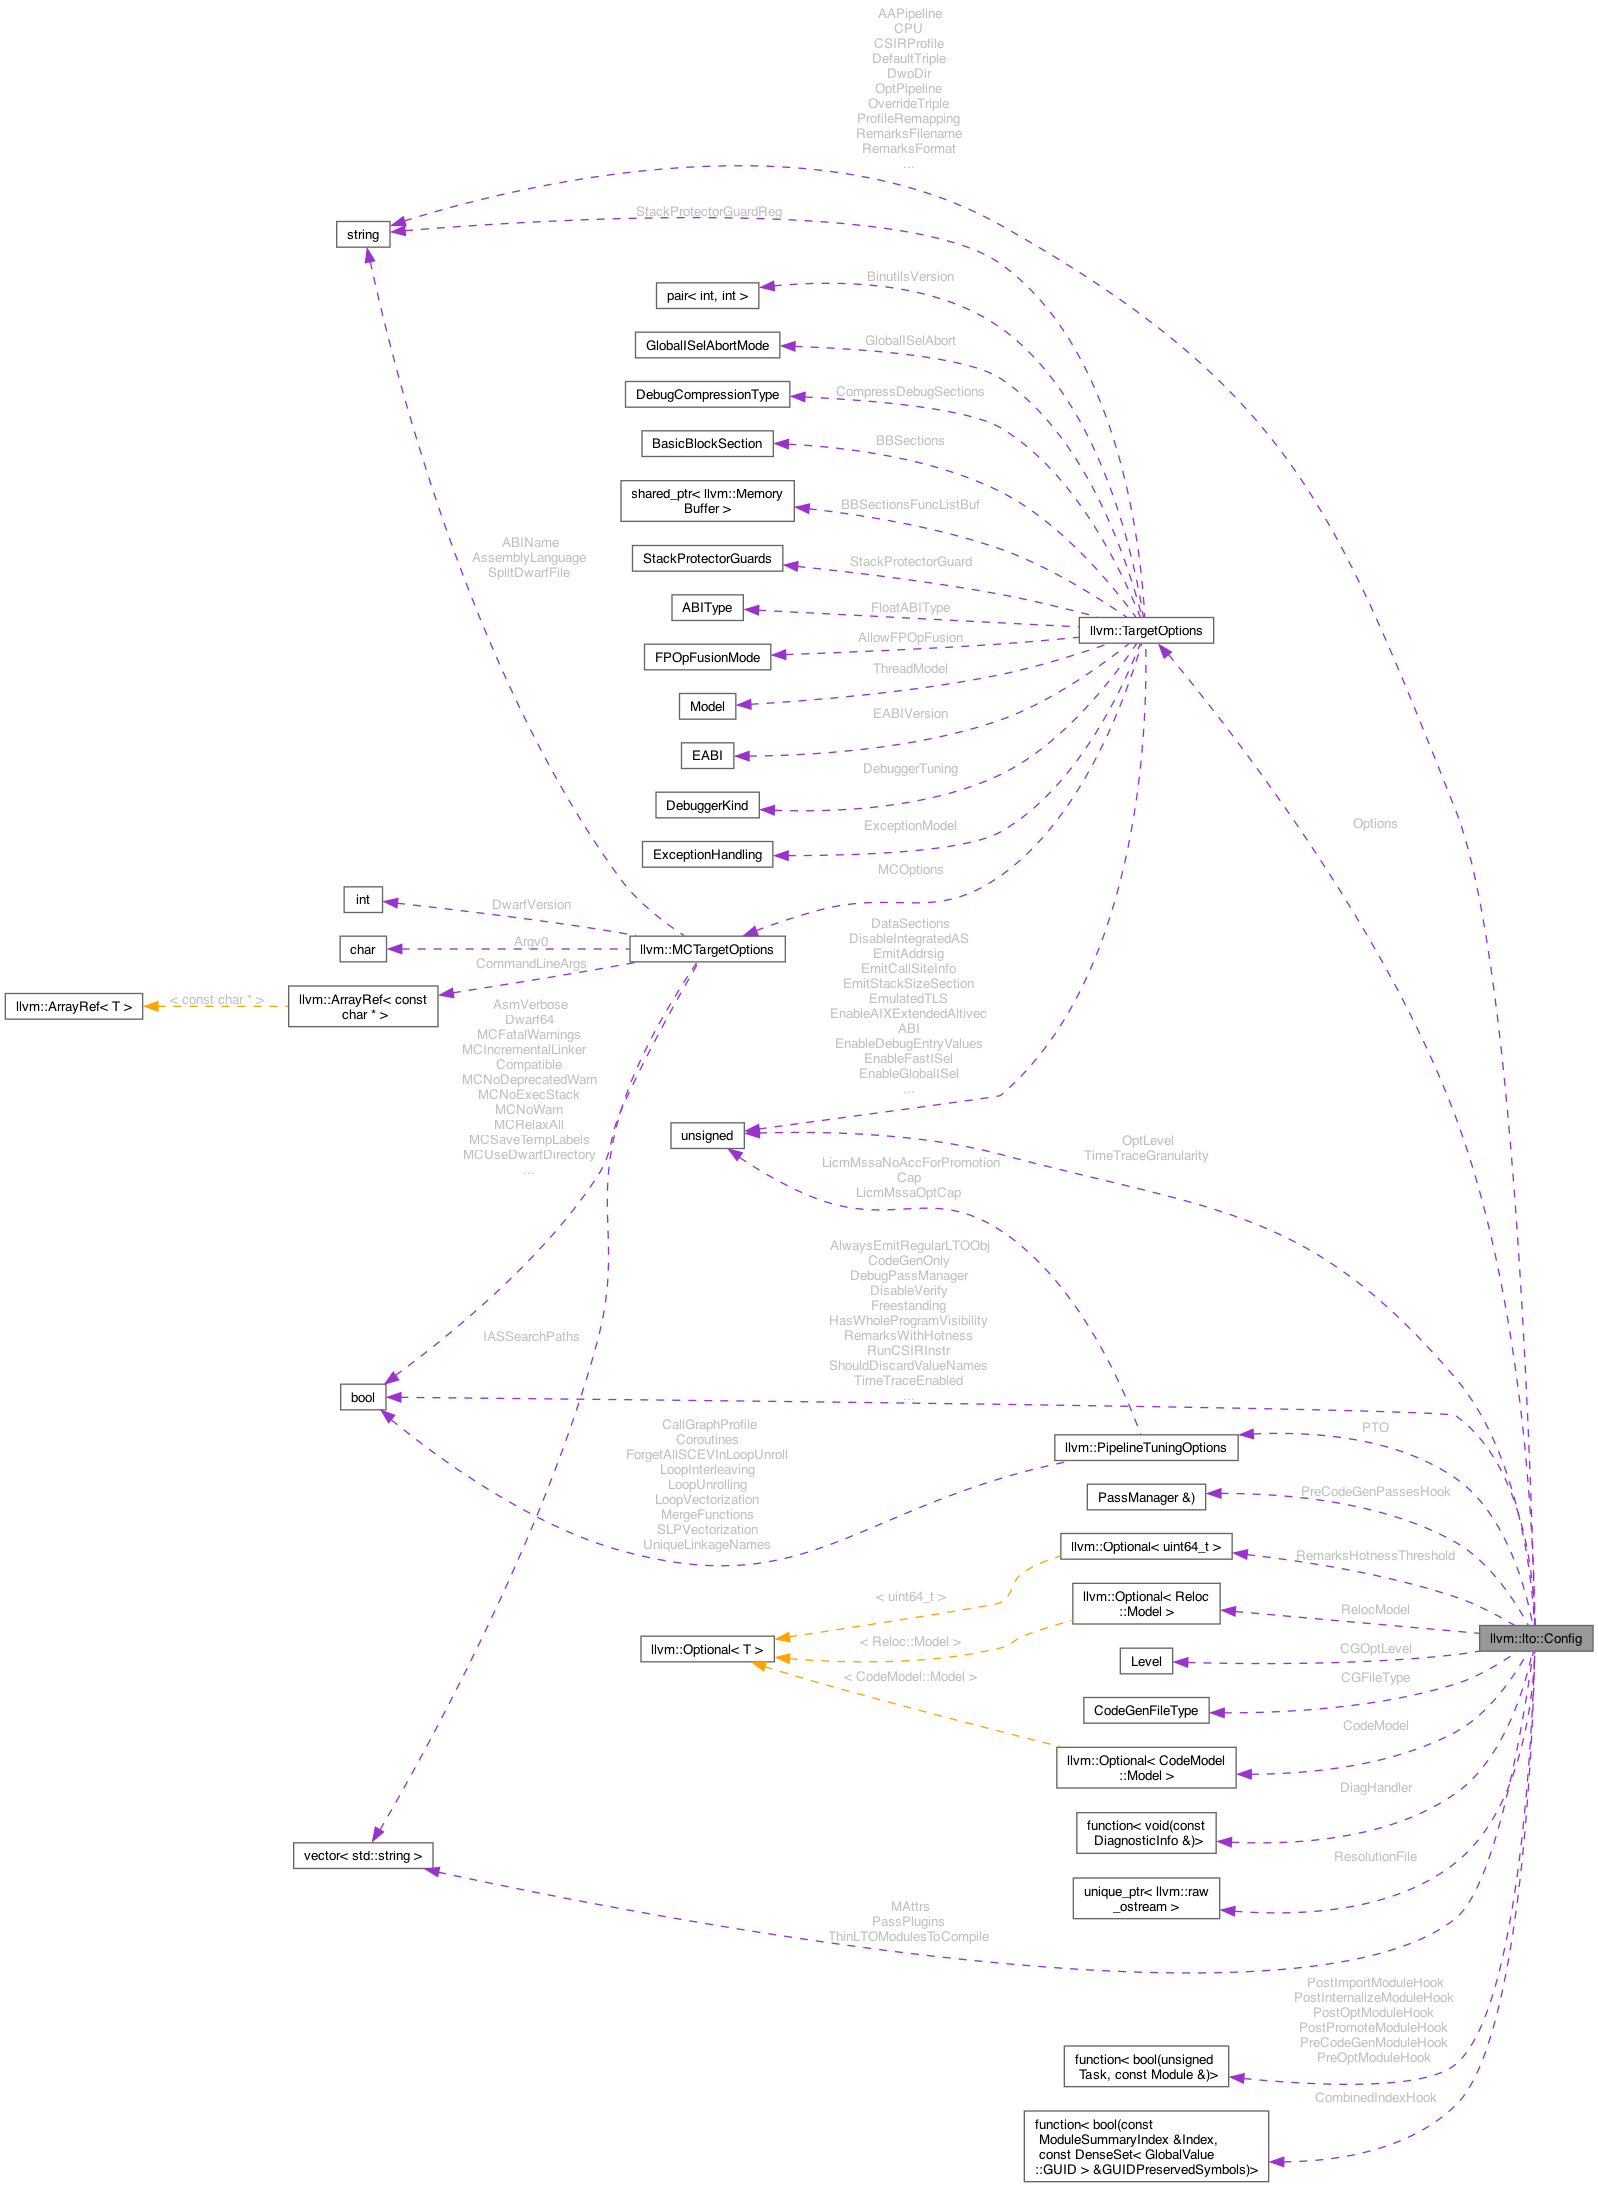 AAPipeline
CPU
CSIRProfile
DefaultTriple
DwoDir
OptPipeline
OverrideTriple
ProfileRemapping
RemarksFilename
RemarksFormat
...
StackProtectorGuardReg
string
BinutilsVersion
pair< int, int >
GlobalISelAbort
GlobalISelAbortMode
CompressDebugSections
DebugCompressionType
BBSections
BasicBlockSection
BBSectionsFuncListBuf
shared_ptr< llvm::Memory
Buffer >
StackProtectorGuard
StackProtectorGuards
ABIName
AssemblyLanguage
SplitDwarfFile
FloatABIType
ABIType
llvm::TargetOptions
AllowFPOpFusion
FPOpFusionMode
ThreadModel
Model
EABIVersion
EABI
DebuggerTuning
DebuggerKind
Options
ExceptionModel
ExceptionHandling
MCOptions
int
DwarfVersion
char
Argv0
llvm::MCTargetOptions
CommandLineArgs
llvm::ArrayRef< T >
< const char * >
llvm::ArrayRef< const
char * >
DataSections
DisableIntegratedAS
EmitAddrsig
EmitCallSiteInfo
EmitStackSizeSection
EmulatedTLS
EnableAIXExtendedAltivec
ABI
EnableDebugEntryValues
EnableFastISel
EnableGlobalISel
...
AsmVerbose
Dwarf64
MCFatalWarnings
MCIncrementalLinker
Compatible
MCNoDeprecatedWarn
MCNoExecStack
MCNoWarn
MCRelaxAll
MCSaveTempLabels
MCUseDwarfDirectory
...
unsigned
OptLevel
TimeTraceGranularity
LicmMssaNoAccForPromotion
Cap
LicmMssaOptCap
AlwaysEmitRegularLTOObj
CodeGenOnly
DebugPassManager
DisableVerify
Freestanding
HasWholeProgramVisibility
RemarksWithHotness
RunCSIRInstr
ShouldDiscardValueNames
TimeTraceEnabled
...
IASSearchPaths
bool
CallGraphProfile
Coroutines
ForgetAllSCEVInLoopUnroll
LoopInterleaving
LoopUnrolling
LoopVectorization
MergeFunctions
SLPVectorization
UniqueLinkageNames
PTO
llvm::PipelineTuningOptions
PreCodeGenPassesHook
PassManager &)
RemarksHotnessThreshold
llvm::Optional< uint64_t >
< uint64_t >
RelocModel
llvm::Optional< Reloc
::Model >
< Reloc::Model >
llvm::lto::Config
llvm::Optional< T >
CGOptLevel
Level
< CodeModel::Model >
CGFileType
CodeGenFileType
CodeModel
llvm::Optional< CodeModel
::Model >
DiagHandler
function< void(const
DiagnosticInfo &)>
ResolutionFile
vector< std::string >
unique_ptr< llvm::raw
_ostream >
MAttrs
PassPlugins
ThinLTOModulesToCompile
PostImportModuleHook
PostInternalizeModuleHook
PostOptModuleHook
PostPromoteModuleHook
PreCodeGenModuleHook
PreOptModuleHook
function< bool(unsigned
Task, const Module &)>
CombinedIndexHook
function< bool(const
ModuleSummaryIndex &Index,
const DenseSet< GlobalValue
::GUID > &GUIDPreservedSymbols)>